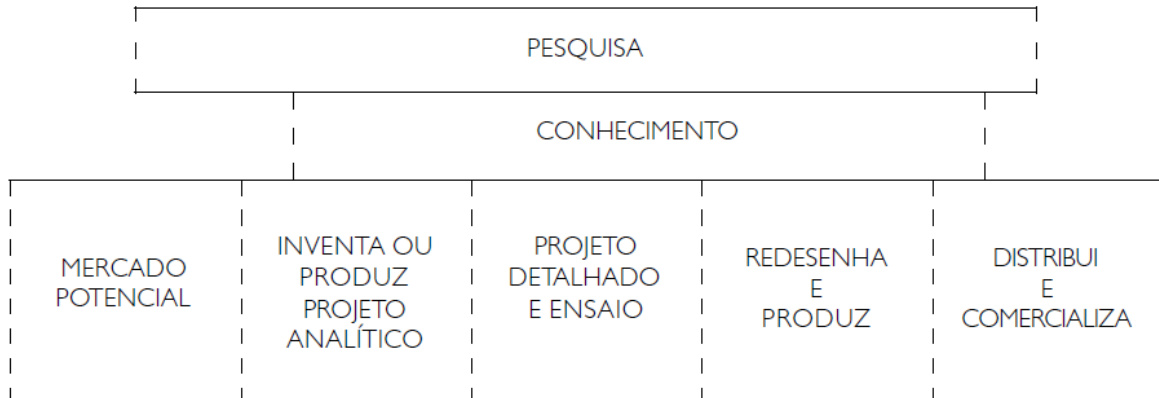 PESQUISA
CONHECIMENTO
MERCADO
POTENCIAL
INVENTA OU
PRODUZ
PROJETO
ANALÍTICO
PROJETO
DETALHADO
E ENSAIO
REDESENHA
E
PRODUZ
DISTRIBUI
E
COMERCIALIZA